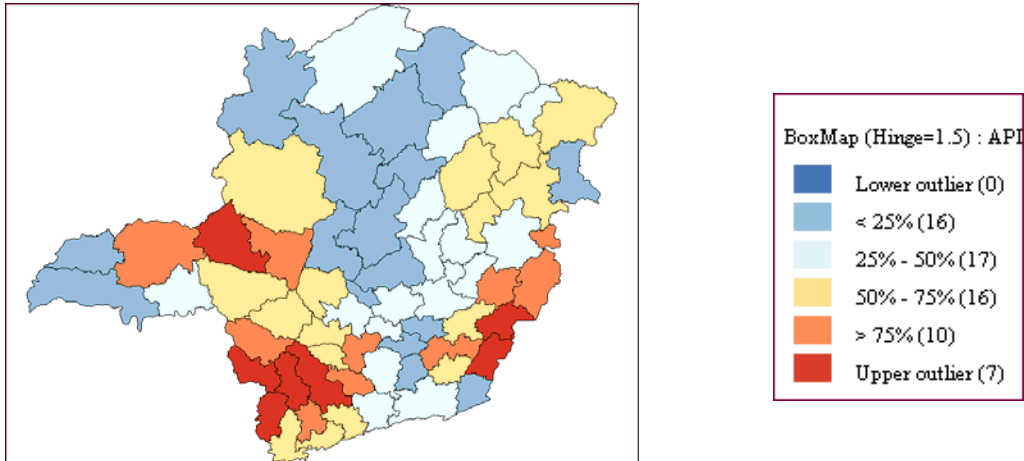 BoxMap (Hinge=1.5) : API
Lower outlier (0)
< 25% (16)
25% - 50% (17)
50% - 75% (16)
> 75% (10)
Upper outlier (7)